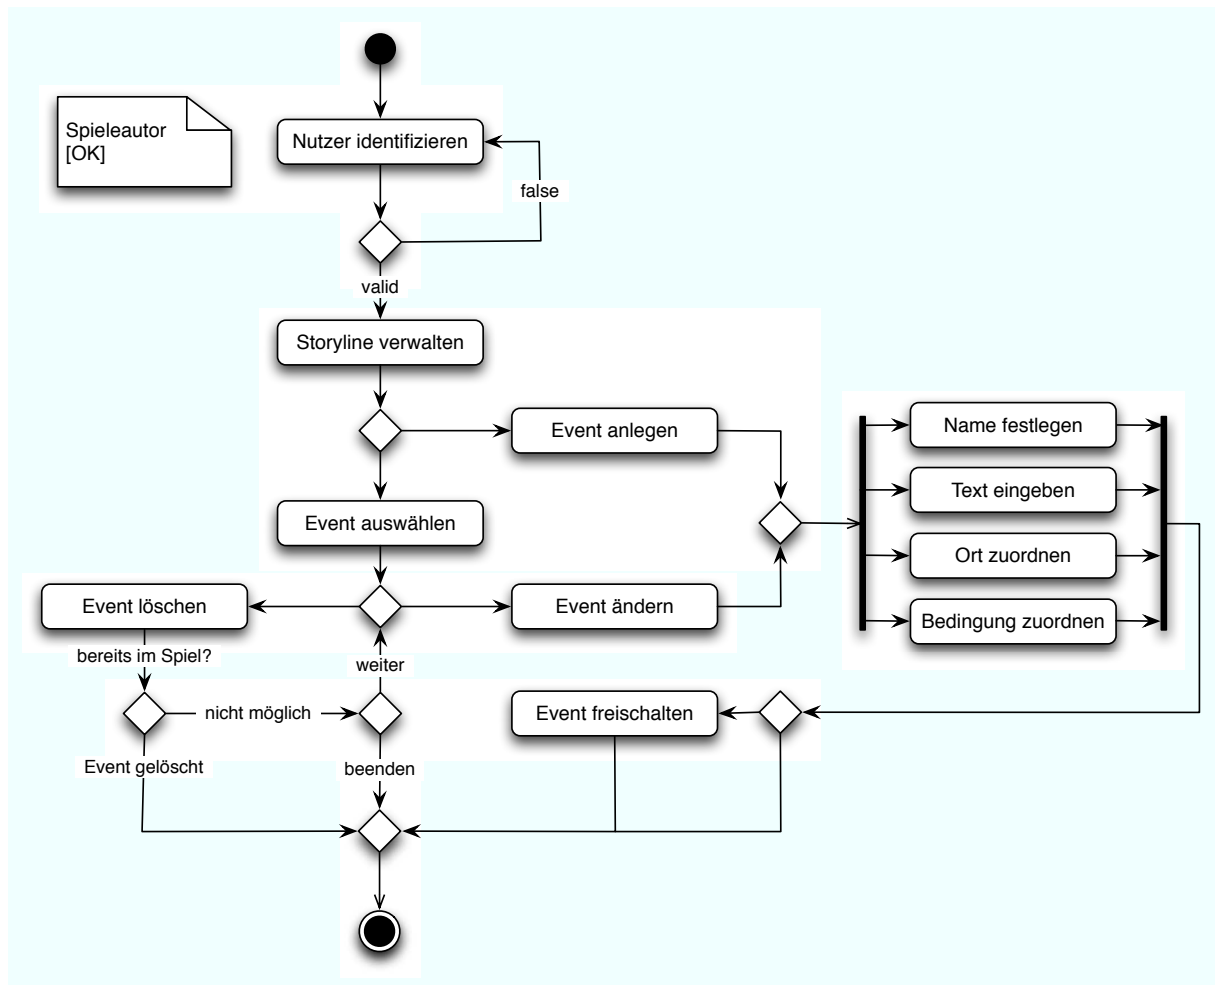 Spieleautor
[OK]
Nutzer identifizieren
false
valid
Storyline verwalten
Event anlegen
Name festlegen
Text eingeben
Event auswählen
Ort zuordnen
Event löschen
Event ändern
Bedingung zuordnen
bereits im Spiel?
weiter
nicht möglich
Event freischalten
Event gelöscht
beenden